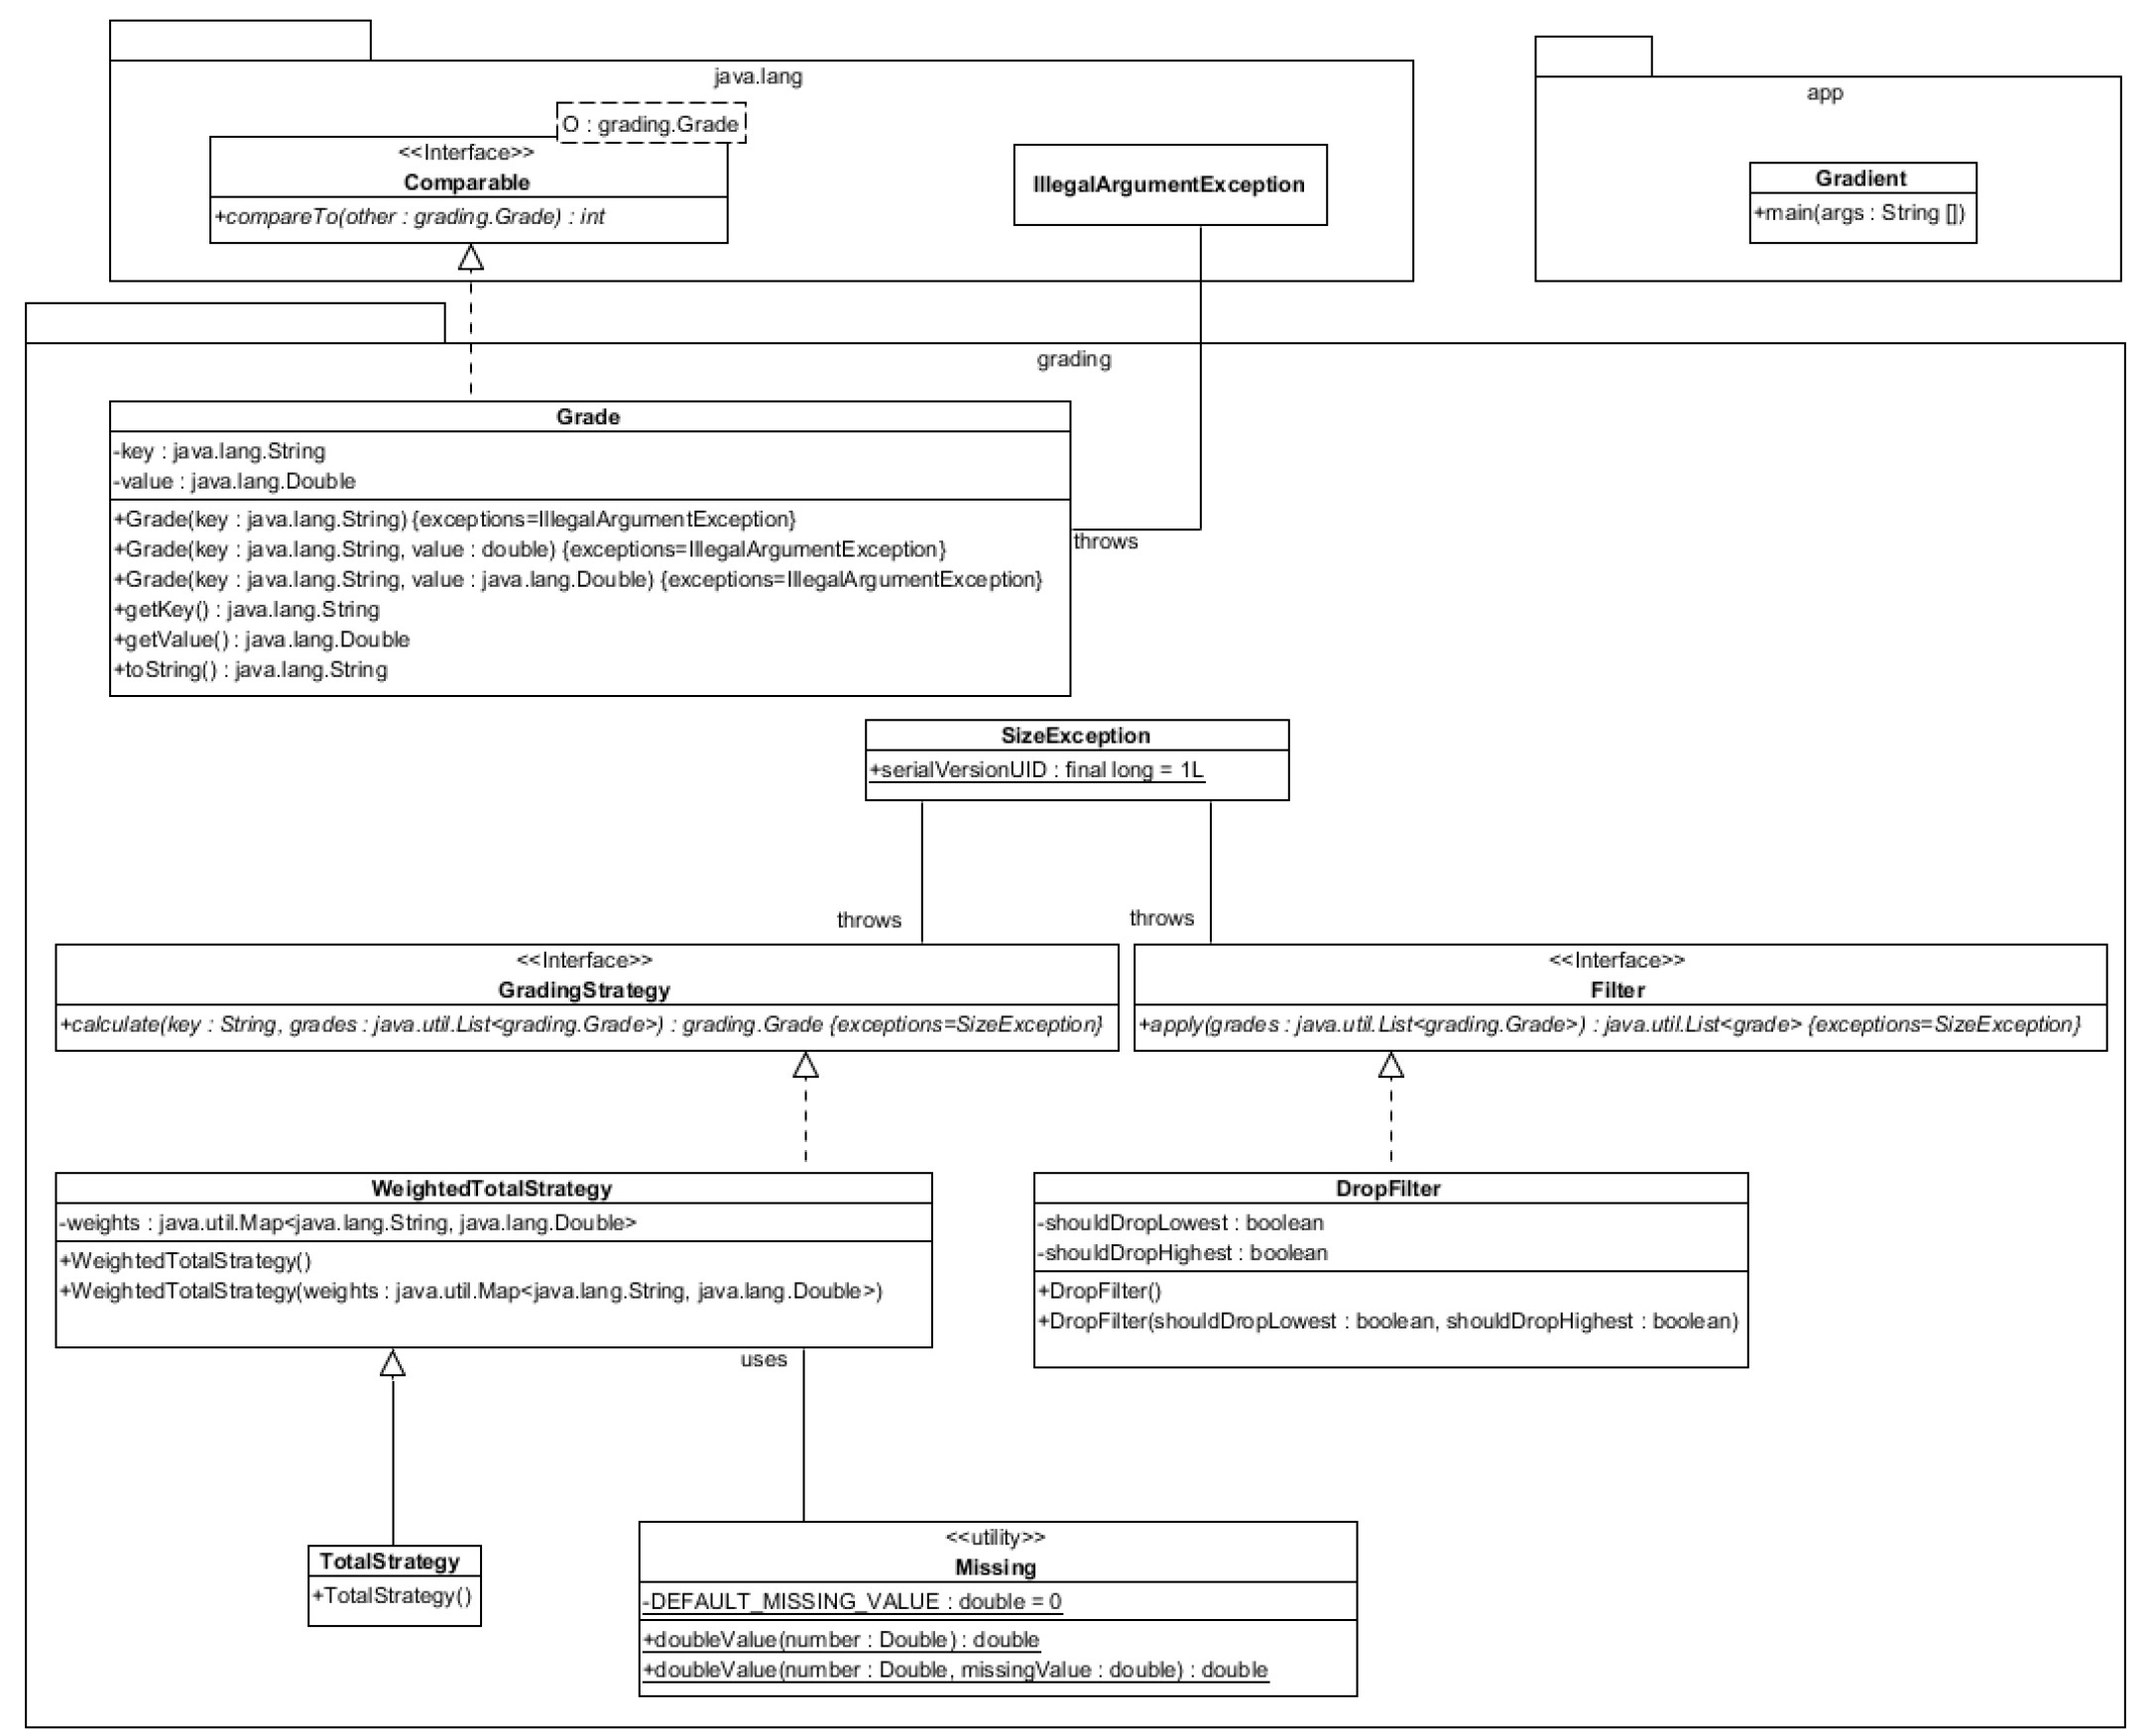 java.lang
O : grading.Grade
<<Interface>>
Comparable
+compareTo(other : grading.Grade) : int
IllegalArgumentException
app
Gradient
+main(args : String [])
grading
Grade
-key : java.lang.String
-value : java.lang.Double
+Grade(key : java.lang.String) {exceptions=IllegalArgumentException}
+Grade(key : java.lang.String, value : double) {exceptions=IllegalArgumentException}
+Grade(key : java.lang.String, value : java.lang.Double) {exceptions=IllegalArgumentException}
+getKey() : java.lang.String
+getValue() : java.lang.Double
+toString() : java.lang.String
throws
SizeException
+serialVersionUID : final long = 1L
throws
throws
<<Interface>>
GradingStrategy
+calculate(key : String, grades : java.util.List<grading.Grade>) : grading.Grade {exceptions=SizeException}
<<Interface>>
Filter
+apply(grades : java.util.List<grading.Grade>) : java.util.List<grade> {exceptions=SizeException}
WeightedTotalStrategy
-weights : java.util.Map<java.lang.String, java.lang.Double>
+WeightedTotalStrategy()
+WeightedTotalStrategy(weights : java.util.Map<java.lang.String, java.lang.Double>)
DropFilter
-shouldDropLowest : boolean
-shouldDropHighest : boolean
+DropFilter()
+DropFilter(shouldDropLowest : boolean, shouldDropHighest : boolean)
uses
TotalStrategy
+TotalStrategy()
<<utility>>
Missing
-DEFAULT_MISSING_VALUE : double = 0
+doubleValue(number : Double) : double
+doubleValue(number : Double, missingValue : double) : double